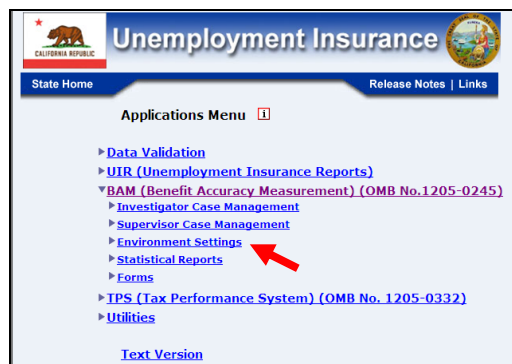 CALIFORNIA REPUBLIC
Unemployment Insurance
State Home
Release Notes | Links
Applications Menu i
Data Validation
UIR (Unemployment Insurance Reports)
BAM (Benefit Accuracy Measurement) (OMB No.1205-0245)
Investigator Case Management
Supervisor Case Management
Environment Settings
Statistical Reports
Forms
TPS (Tax Performance System) (OMB No. 1205-0332)
Utilities
Text Version